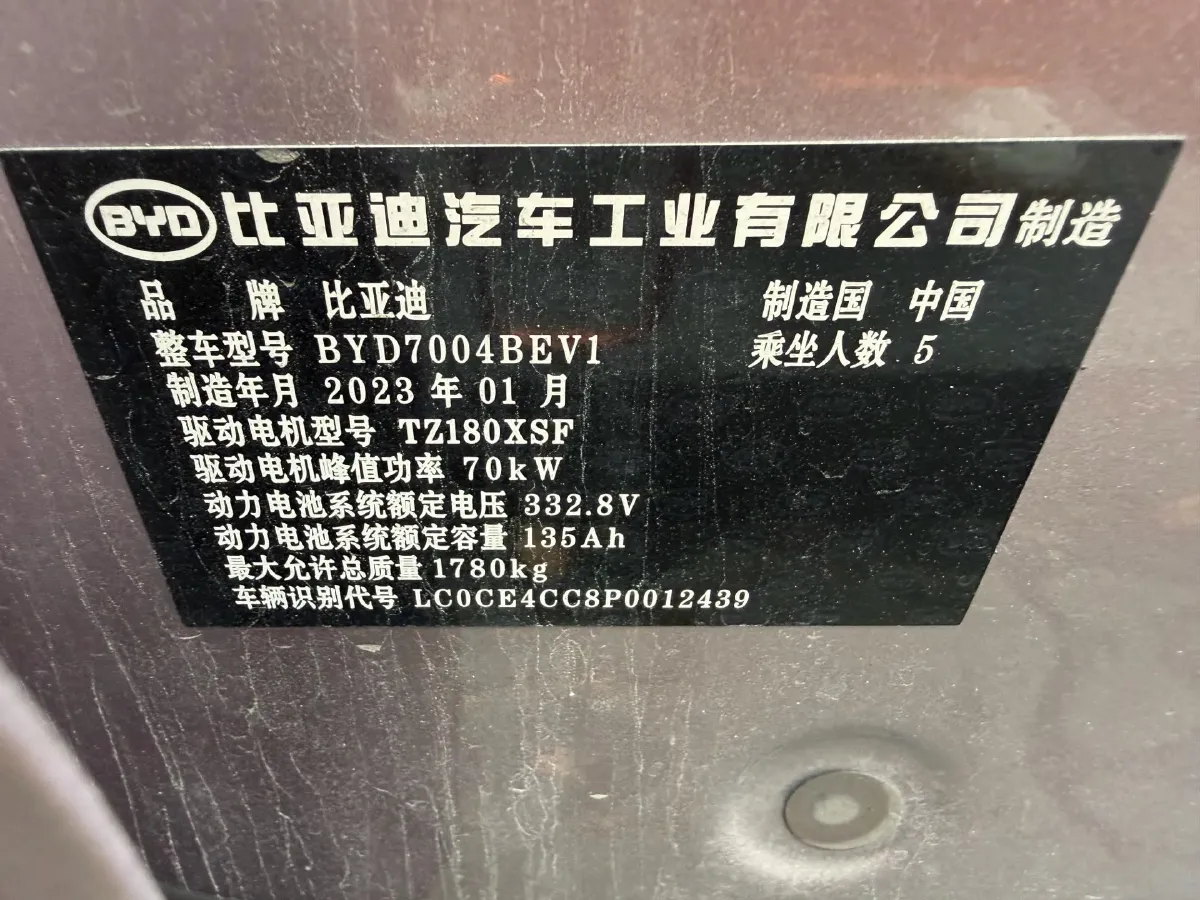 BYD 比亚迪汽车工业有限公司制造
品 牌 比亚迪 制造国 中国
整车型号 BYD7004BEV1 乘坐人数 5
制造年月 2023 年 01 月
驱动电机型号 TZ180XSF
驱动电机峰值功率 70kW
动力电池系统额定电压 332.8V
动力电池系统额定容量 135Ah
最大允许总质量 1780kg
车辆识别代号 LC0CE4CC8P0012439